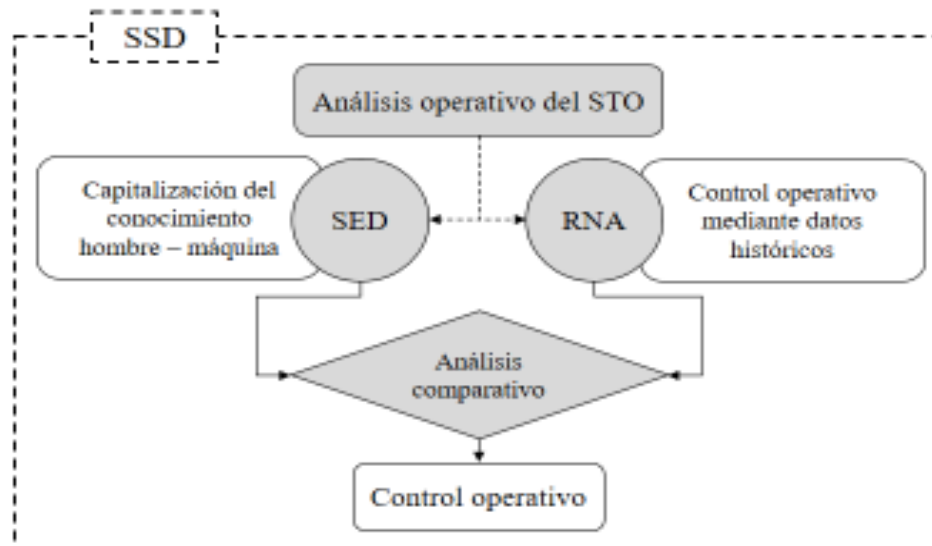 SSD
Análisis operativo del STO
Capitalización del
conocimiento
hombre – máquina
SED
RNA
Control operativo
mediante datos
históricos
Análisis
comparativo
Control operativo